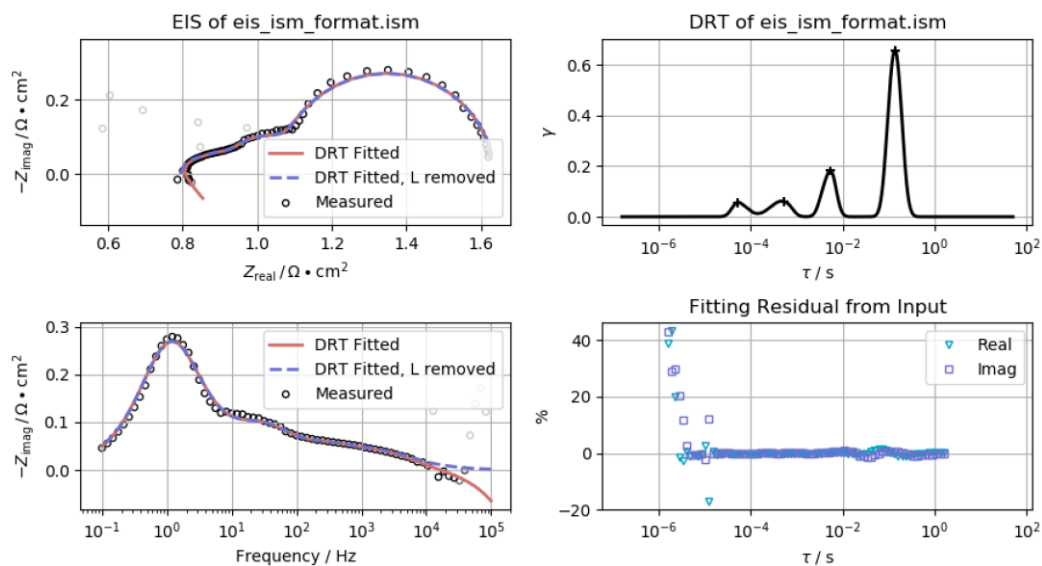 EIS of eis_ism_format.ism
−Z_imag / Ω • cm²
0.2
0.0
0.6 0.8 1.0 1.2 1.4 1.6
Z_real / Ω • cm²
DRT Fitted
DRT Fitted, L removed
Measured
DRT of eis_ism_format.ism
γ
0.6
0.4
0.2
0.0
10⁻⁶ 10⁻⁴ 10⁻² 10⁰ 10²
τ / s
−Z_imag / Ω • cm²
0.3
0.2
0.1
0.0
10⁻¹ 10⁰ 10¹ 10² 10³ 10⁴ 10⁵
Frequency / Hz
DRT Fitted
DRT Fitted, L removed
Measured
Fitting Residual from Input
%
40
20
0
−20
10⁻⁶ 10⁻⁴ 10⁻² 10⁰ 10²
τ / s
Real
Imag